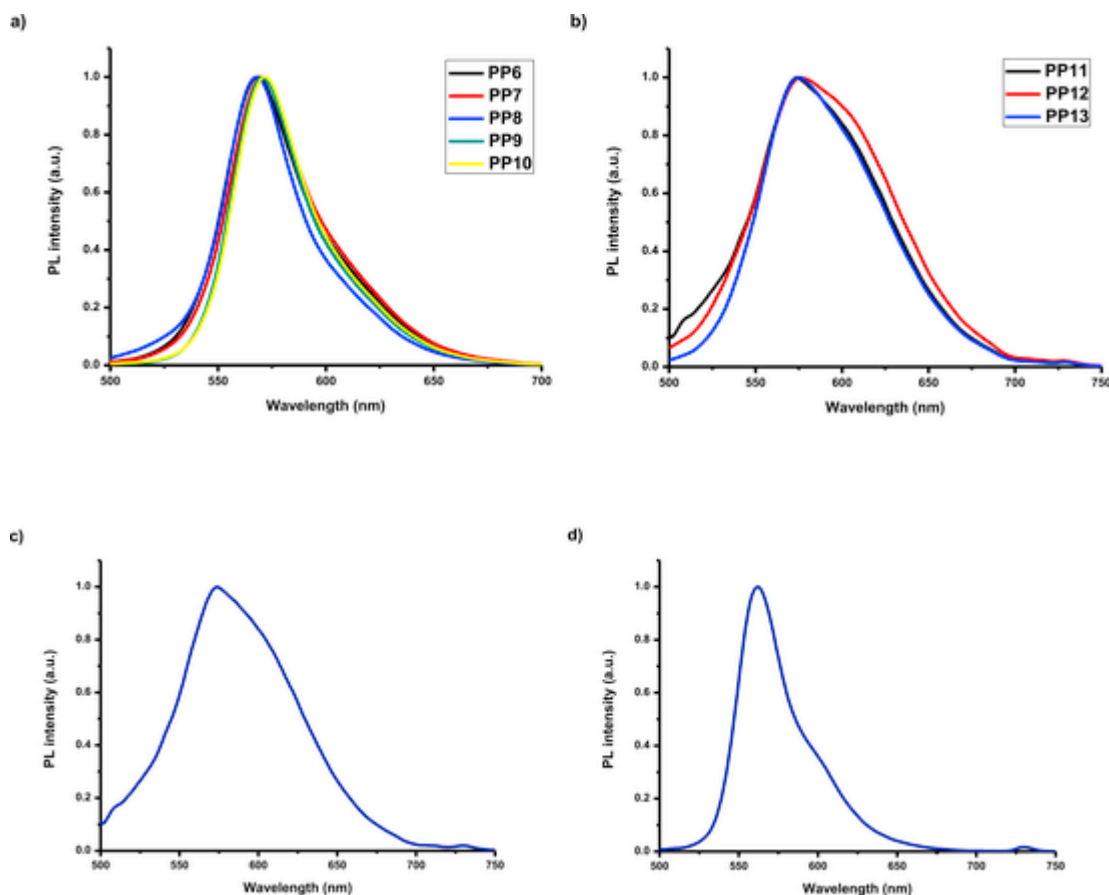 a)
PL intensity (a.u.)
1.0
0.8
0.6
0.4
0.2
0.0
500 550 600 650 700
Wavelength (nm)
PP6
PP7
PP8
PP9
PP10
b)
PL intensity (a.u.)
1.0
0.8
0.6
0.4
0.2
0.0
500 550 600 650 700 750
Wavelength (nm)
PP11
PP12
PP13
c)
PL intensity (a.u.)
1.0
0.8
0.6
0.4
0.2
0.0
500 550 600 650 700 750
Wavelength (nm)
d)
PL intensity (a.u.)
1.0
0.8
0.6
0.4
0.2
0.0
500 550 600 650 700 750
Wavelength (nm)